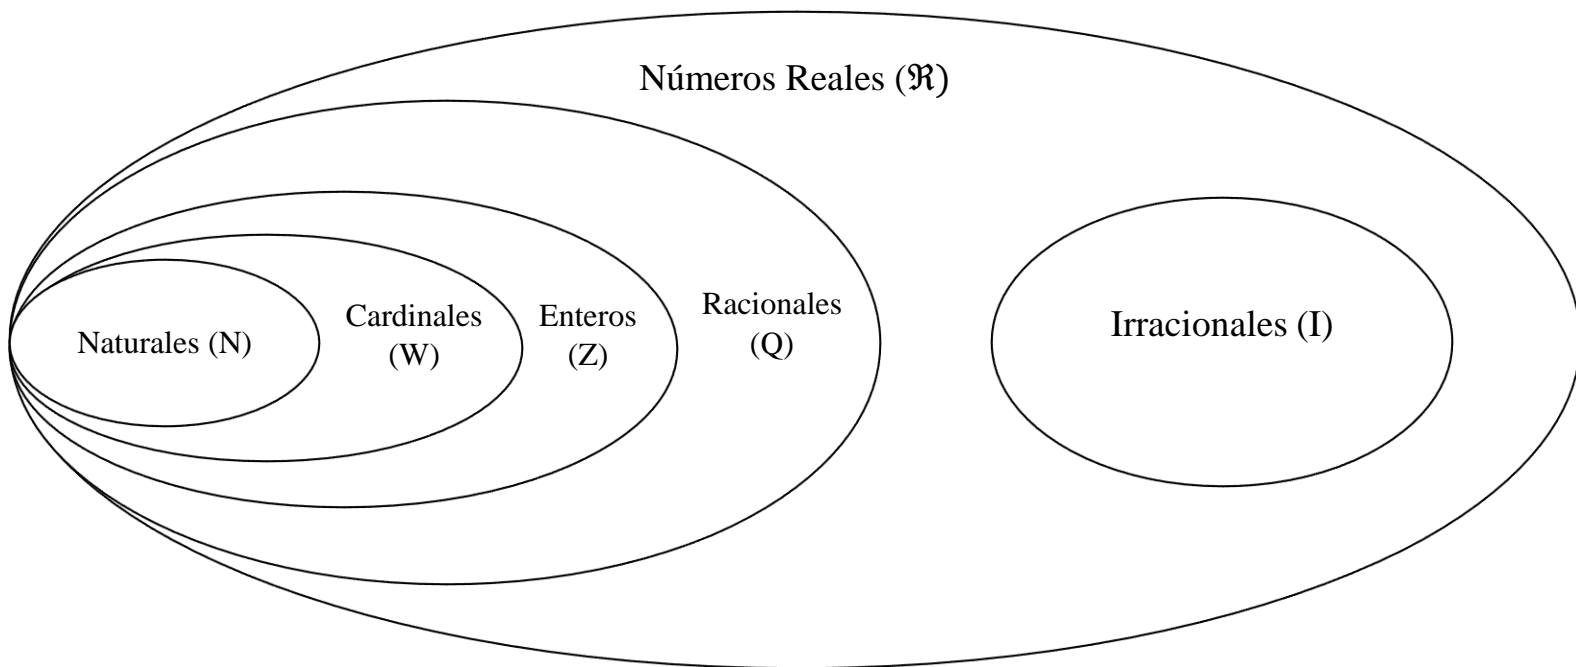 Números Reales (ℜ)
Naturales (N)
Cardinales
(W)
Enteros
(Z)
Racionales
(Q)
Irracionales (I)